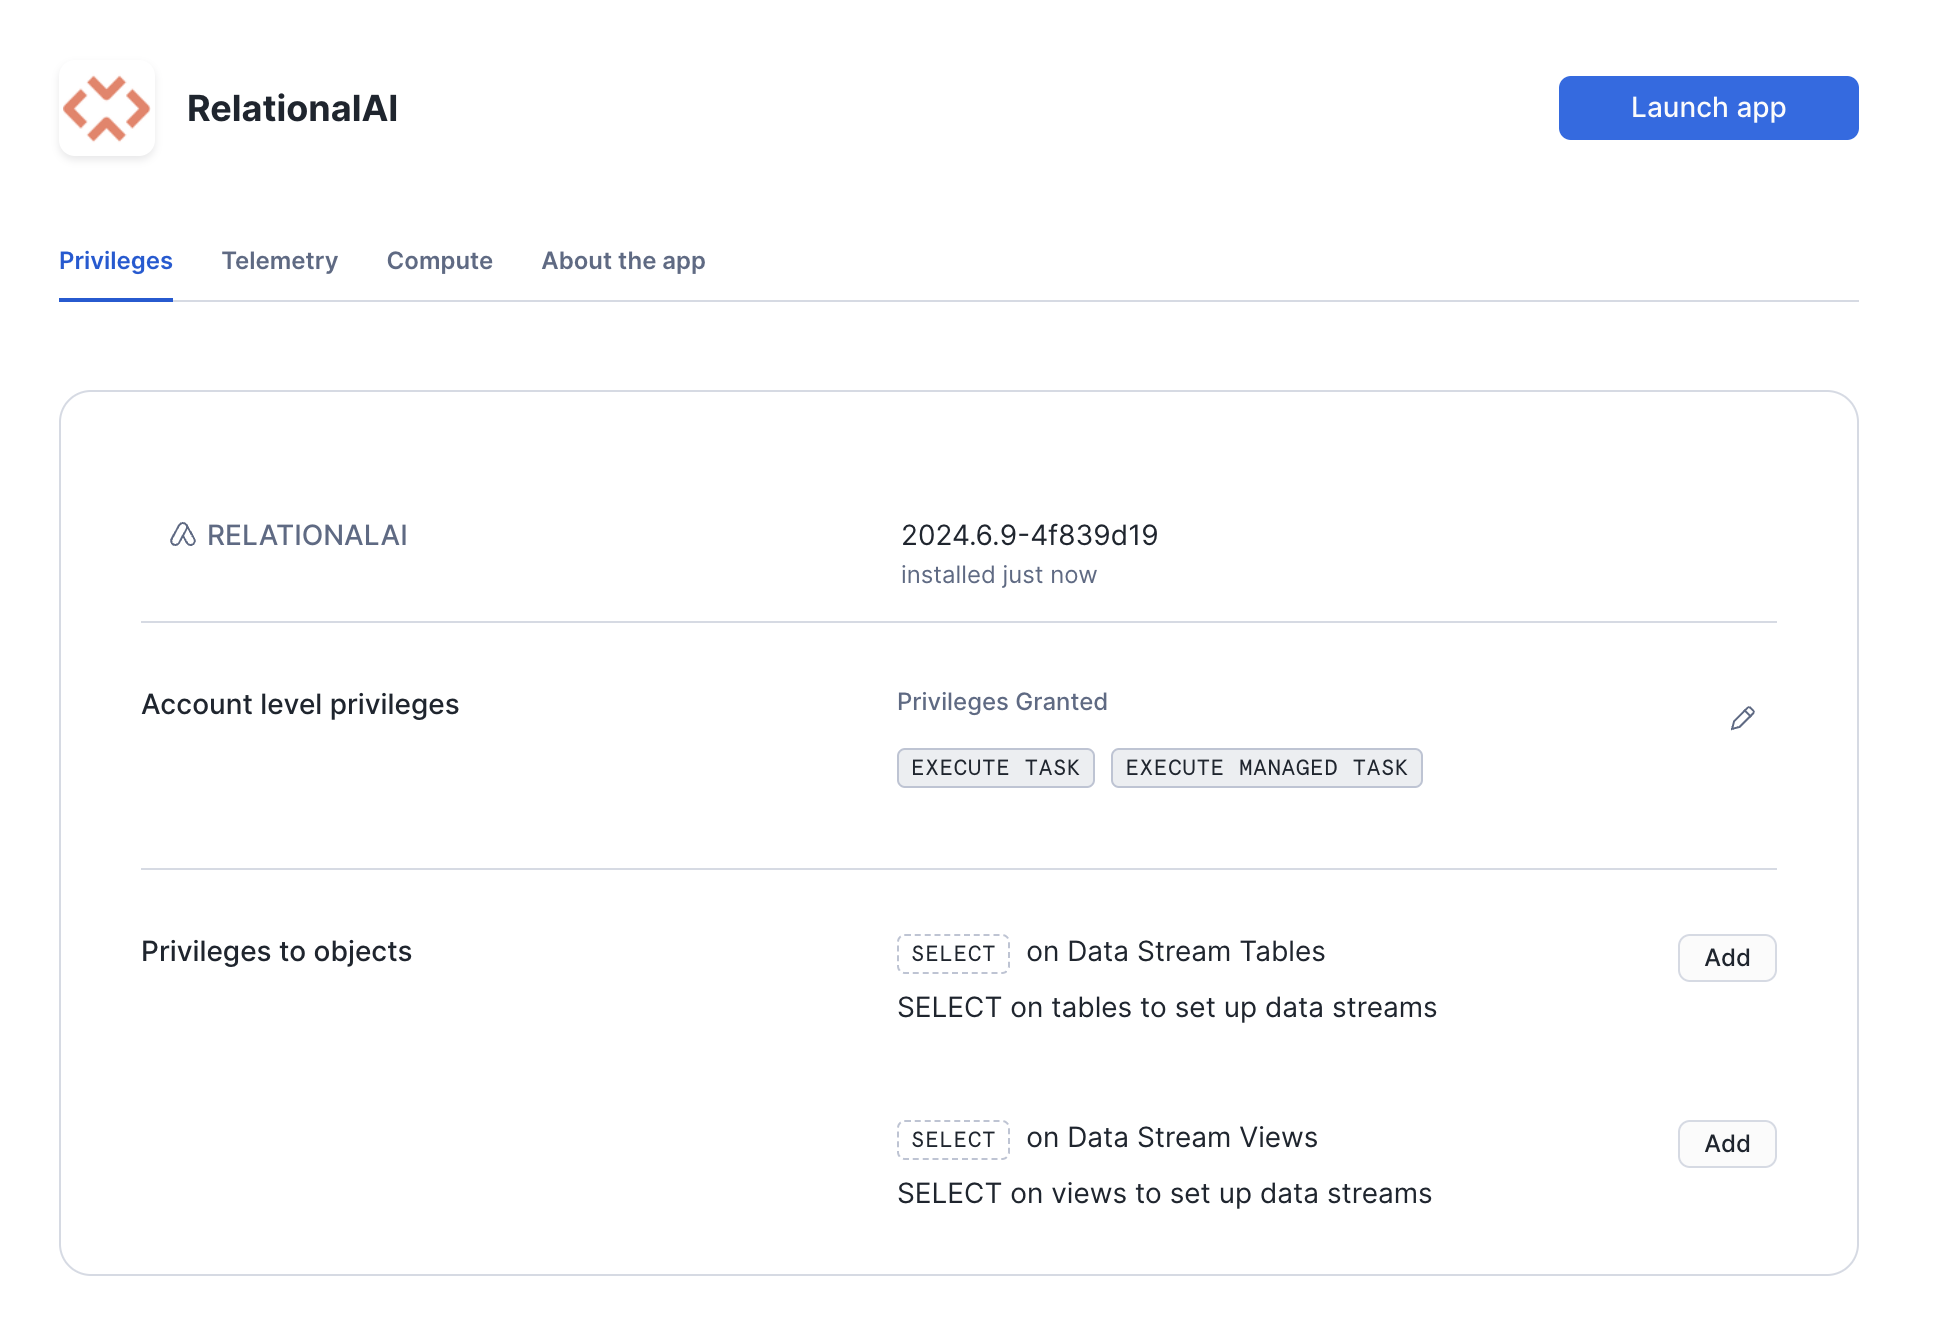 RelationalAI
Launch app
Privileges Telemetry Compute About the app
RELATIONALAI
2024.6.9-4f839d19
installed just now
Account level privileges
Privileges Granted
EXECUTE TASK EXECUTE MANAGED TASK
Privileges to objects
SELECT on Data Stream Tables
Add
SELECT on tables to set up data streams
SELECT on Data Stream Views
Add
SELECT on views to set up data streams